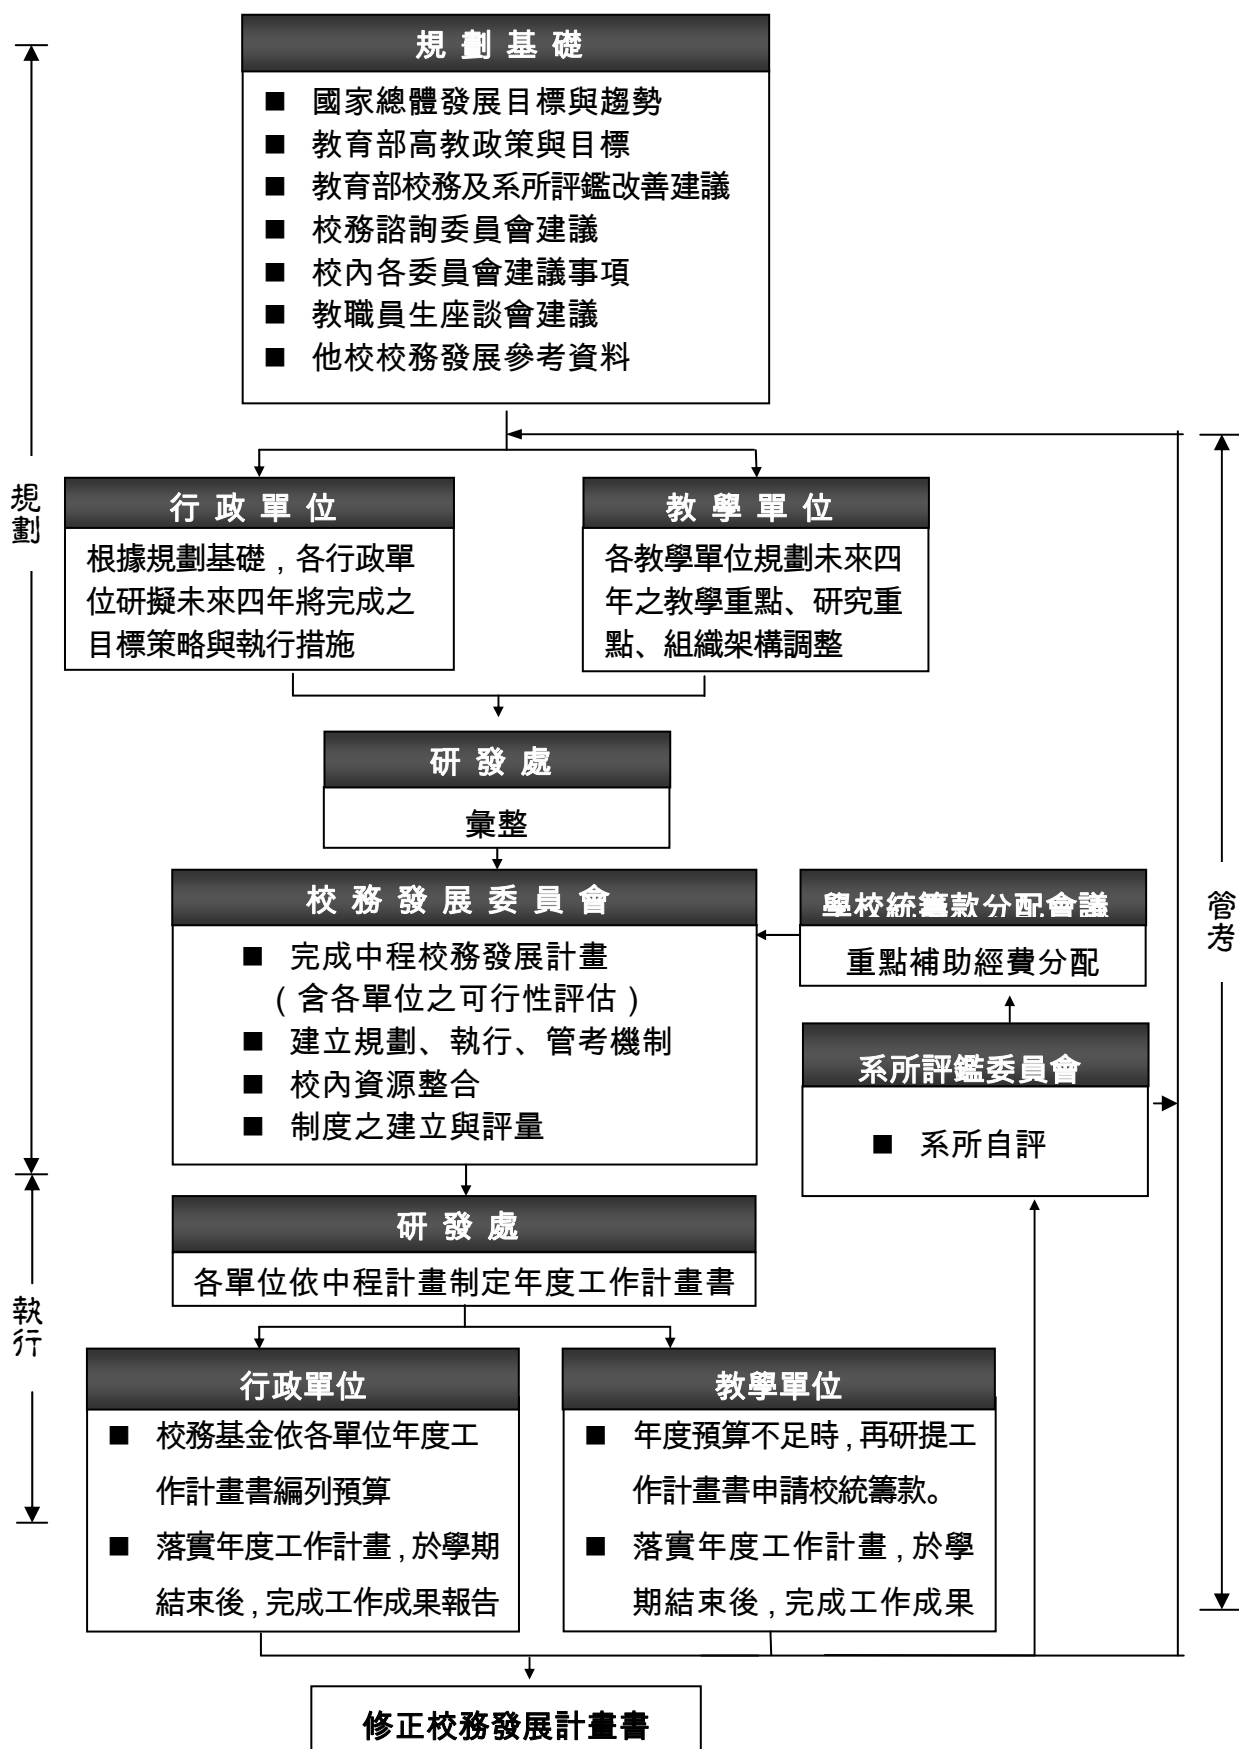 規劃基礎
■ 國家總體發展目標與趨勢
■ 教育部高教政策與目標
■ 教育部校務及系所評鑑改善建議
■ 校務諮詢委員會建議
■ 校內各委員會建議事項
■ 教職員生座談會建議
■ 他校校務發展參考資料
規劃
行政單位
根據規劃基礎，各行政單
位研擬未來四年將完成之
目標策略與執行措施
教學單位
各教學單位規劃未來四
年之教學重點、研究重
點、組織架構調整
研發處
彙整
校務發展委員會
■ 完成中程校務發展計畫
（含各單位之可行性評估）
■ 建立規劃、執行、管考機制
■ 校內資源整合
■ 制度之建立與評量
學校統籌款分配會議
重點補助經費分配
管考
系所評鑑委員會
■ 系所自評
研發處
各單位依中程計畫制定年度工作計畫書
執行
行政單位
■ 校務基金依各單位年度工
作計畫書編列預算
■ 落實年度工作計畫，於學期
結束後，完成工作成果報告
教學單位
■ 年度預算不足時，再研提工
作計畫書申請校統籌款。
■ 落實年度工作計畫，於學
期結束後，完成工作成果
修正校務發展計畫書